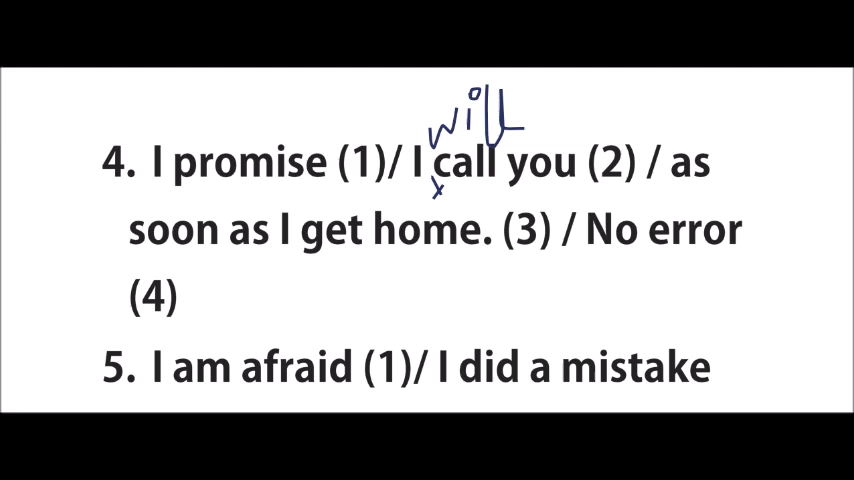 will
4. I promise (1)/ I call you (2) / as
x
soon as I get home. (3) / No error
(4)
5. I am afraid (1)/ I did a mistake